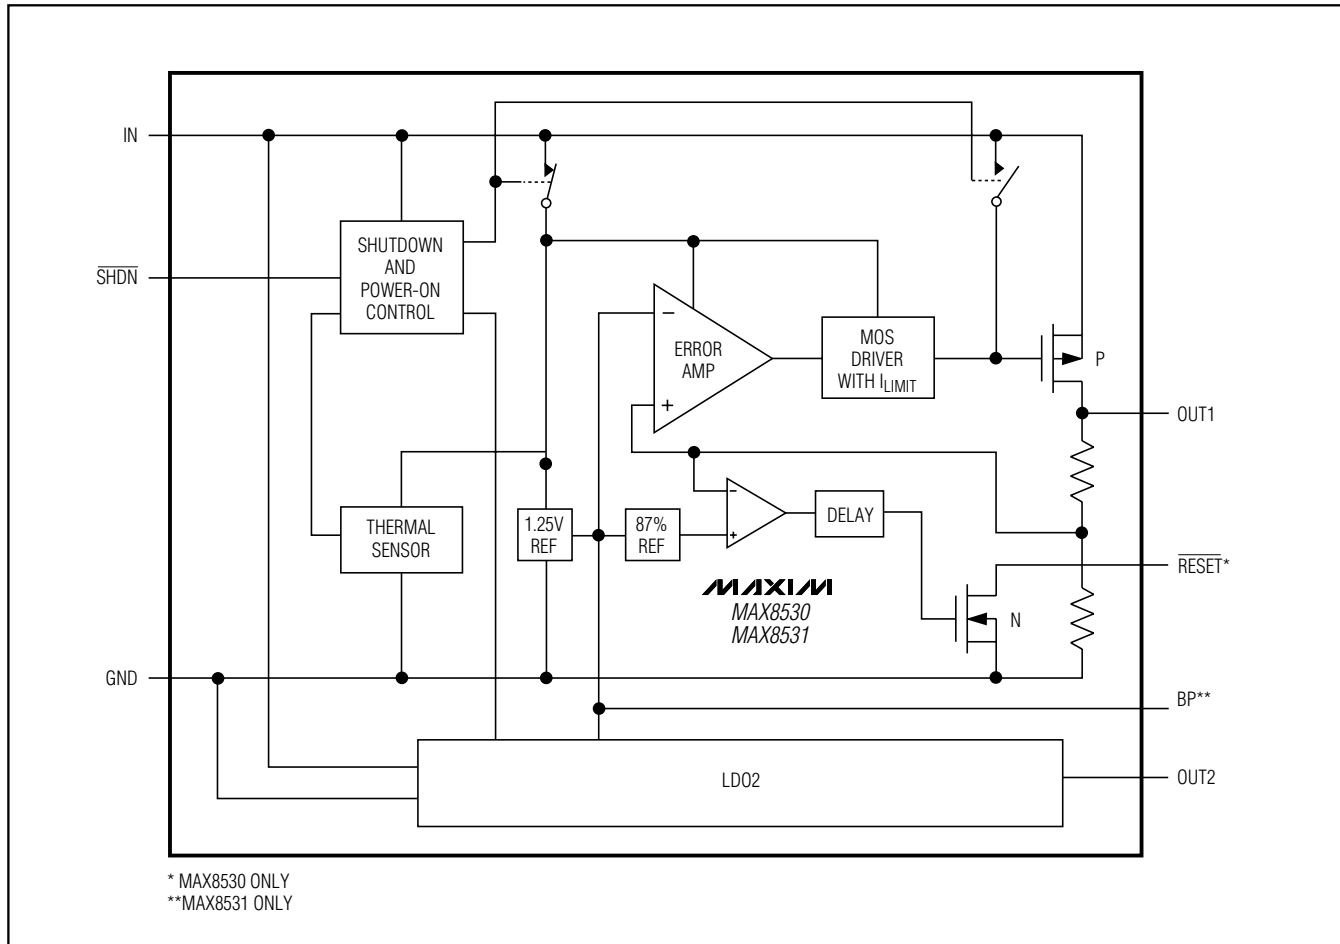 IN
SHUTDOWN
AND
POWER-ON
CONTROL
SHDN
ERROR
AMP
−
+
MOS
DRIVER
WITH ILIMIT
P
OUT1
THERMAL
SENSOR
1.25V
REF
87%
REF
−
+
DELAY
RESET*
MAXIM
MAX8530
MAX8531
N
GND
BP**
LDO2
OUT2
* MAX8530 ONLY
**MAX8531 ONLY